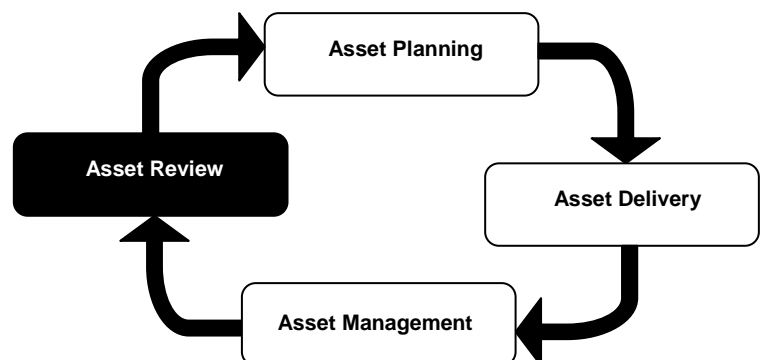 Asset Planning
Asset Review
Asset Delivery
Asset Management